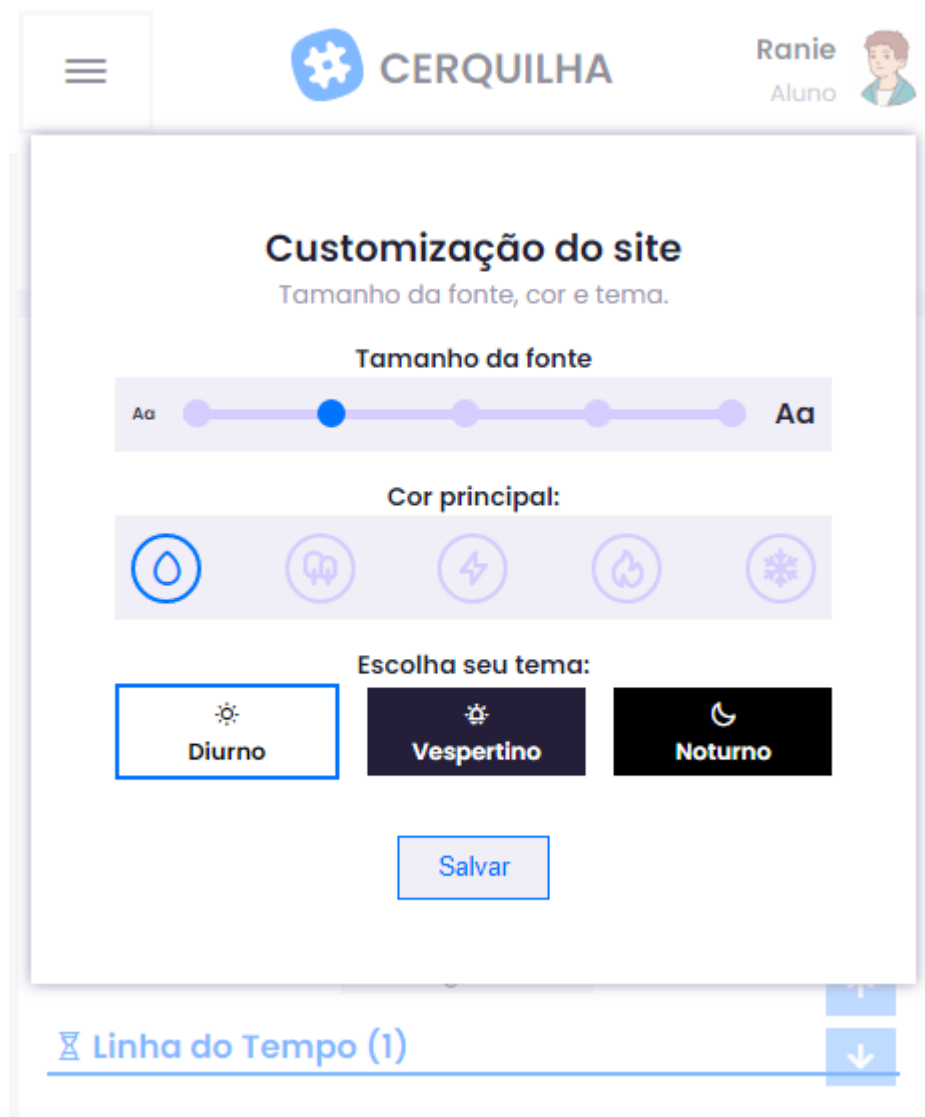 CERQUILHA
Ranie
Aluno
Customização do site
Tamanho da fonte, cor e tema.
Tamanho da fonte
Aa
Aa
Cor principal:
Escolha seu tema:
Diurno
Vespertino
Noturno
Salvar
Linha do Tempo (1)